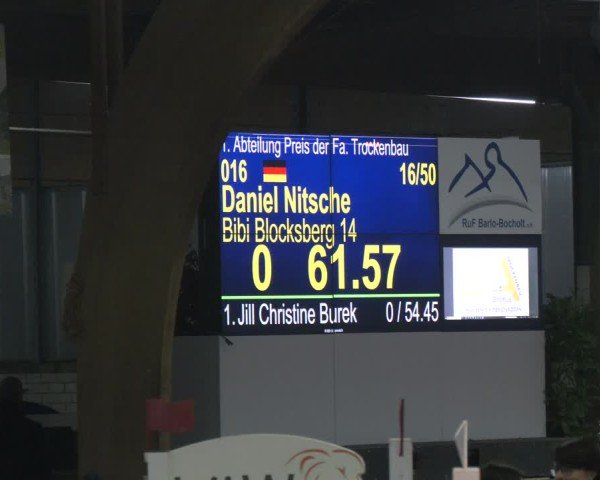 1. Abteilung Preis der Fa. Trockenbau
016 16/50
Daniel Nitsche
Bibi Blocksberg 14
0 61.57
1. Jill Christine Burek 0 / 54.45
RuF Barlo-Bocholt e.V.